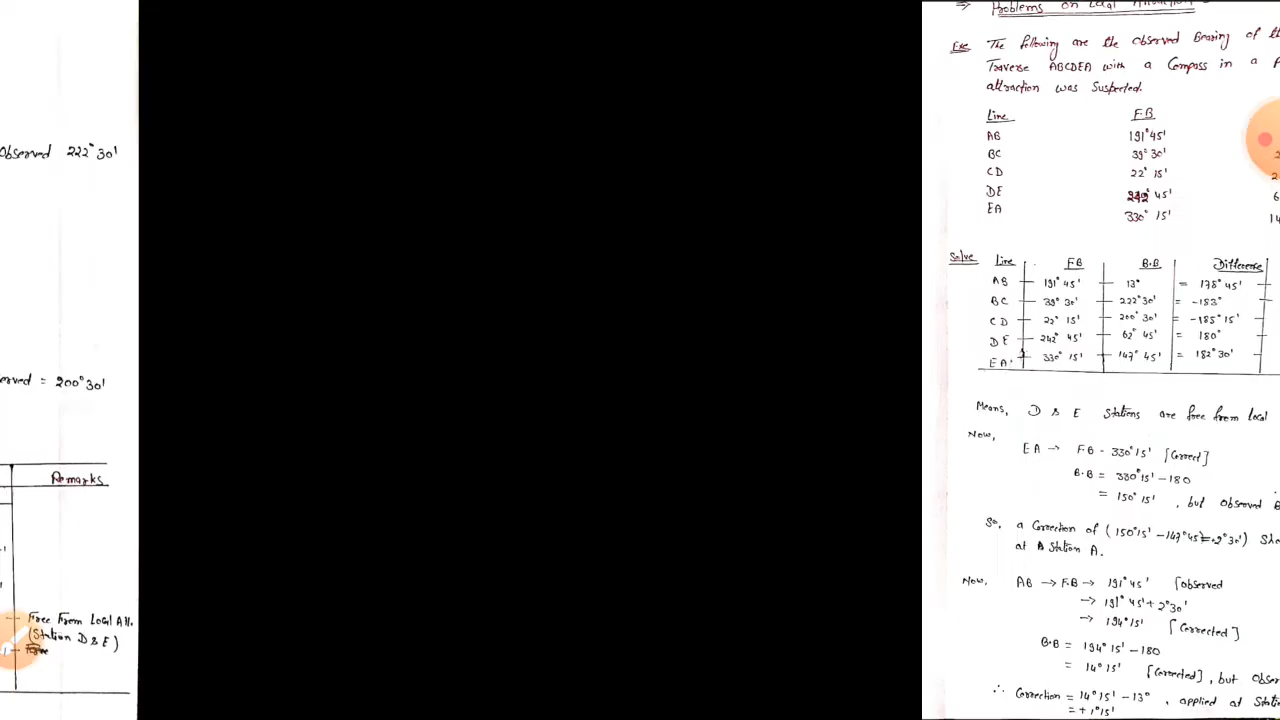 Observed 222° 30'
erved = 200° 30'
Remarks
Free From Local Att.
(Station D & E)
⇒ Problems on Local Attraction
Exe The following are the observed Bearing of the
Traverse ABCDEA with a Compass in a
attraction was suspected.
Line F.B
AB 191° 45'
BC 39° 30'
CD 22° 15'
DE 242° 45'
EA 330° 15'
Solve Line F.B B.B Difference
AB 191° 45' 13° = 178° 45'
BC 39° 30' 222° 30' = -183°
CD 22° 15' 200° 30' = -185° 15'
DE 242° 45' 62° 45' = 180°
EA 330° 15' 147° 45' = 182° 30'
Means, D & E Stations are free from local
Now,
EA → F.B - 330° 15' [Correct]
B.B = 330° 15' - 180
= 150° 15' , but Observed B
So, a Correction of (150° 15' - 147° 45' = 2° 30') Sho
at Station A.
Now, AB → F.B → 191° 45' [Observed
→ 191° 45' + 2° 30'
→ 194° 15' [Corrected]
B.B = 194° 15' - 180
= 14° 15' [Corrected], but Obser
∴ Correction = 14° 15' - 13° , applied at Stati
= + 1° 15'